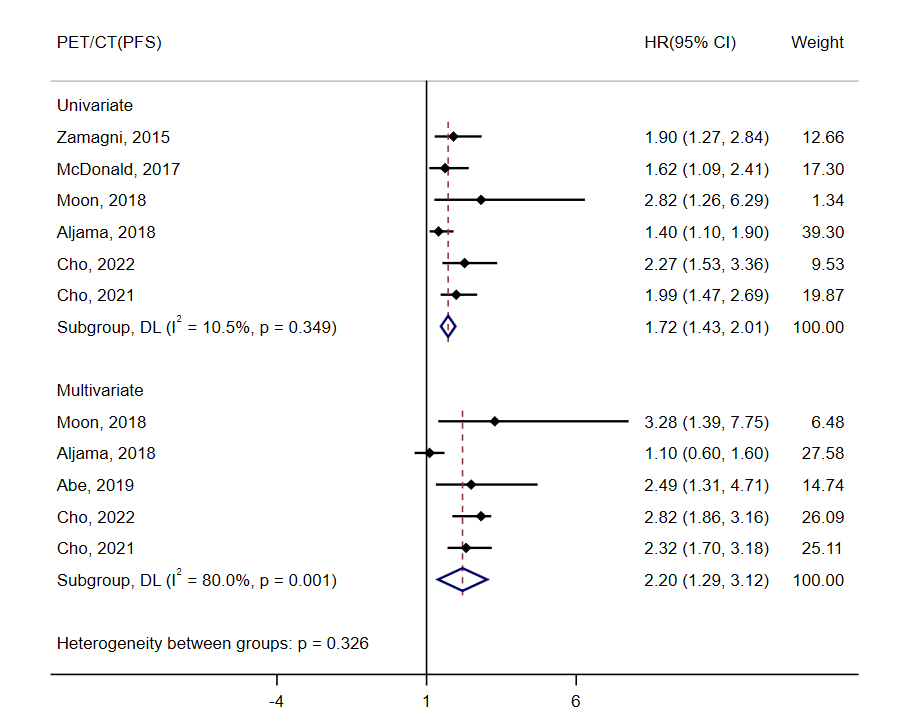 PET/CT(PFS) HR(95% CI) Weight
Univariate
Zamagni, 2015 1.90 (1.27, 2.84) 12.66
McDonald, 2017 1.62 (1.09, 2.41) 17.30
Moon, 2018 2.82 (1.26, 6.29) 1.34
Aljama, 2018 1.40 (1.10, 1.90) 39.30
Cho, 2022 2.27 (1.53, 3.36) 9.53
Cho, 2021 1.99 (1.47, 2.69) 19.87
Subgroup, DL (I² = 10.5%, p = 0.349) 1.72 (1.43, 2.01) 100.00
Multivariate
Moon, 2018 3.28 (1.39, 7.75) 6.48
Aljama, 2018 1.10 (0.60, 1.60) 27.58
Abe, 2019 2.49 (1.31, 4.71) 14.74
Cho, 2022 2.82 (1.86, 3.16) 26.09
Cho, 2021 2.32 (1.70, 3.18) 25.11
Subgroup, DL (I² = 80.0%, p = 0.001) 2.20 (1.29, 3.12) 100.00
Heterogeneity between groups: p = 0.326
-4 1 6